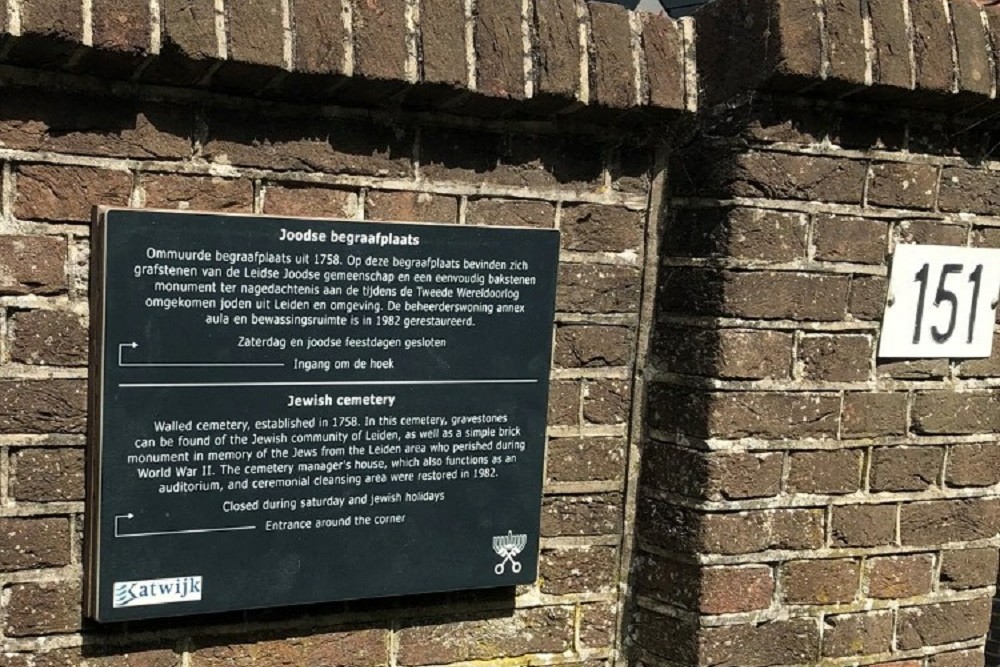 Joodse begraafplaats
Ommuurde begraafplaats uit 1758. Op deze begraafplaats bevinden zich
grafstenen van de Leidse Joodse gemeenschap en een eenvoudig bakstenen
monument ter nagedachtenis aan de tijdens de Tweede Wereldoorlog
omgekomen joden uit Leiden en omgeving. De beheerderswoning annex
aula en bewassingsruimte is in 1982 gerestaureerd.
Zaterdag en joodse feestdagen gesloten
Ingang om de hoek
Jewish cemetery
Walled cemetery, established in 1758. In this cemetery, gravestones
can be found of the Jewish community of Leiden, as well as a simple brick
monument in memory of the Jews from the Leiden area who perished during
World War II. The cemetery manager's house, which also functions as an
auditorium, and ceremonial cleansing area were restored in 1982.
Closed during saturday and jewish holidays
Entrance around the corner
Katwijk
151